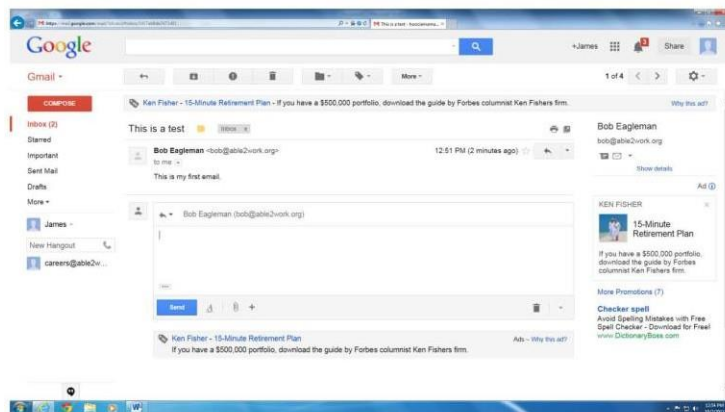 This is a test - 
Google
+James
3
Share
Gmail
More
1 of 4
COMPOSE
Ken Fisher - 15-Minute Retirement Plan - If you have a $500,000 portfolio, download the guide by Forbes columnist Ken Fishers firm.
Why this ad?
Inbox (2)
Starred
Important
Sent Mail
Drafts
More
James
New Hangout
careers@able2w...
This is a test
Inbox x
Bob Eagleman <bob@able2work.org>
to me
12:51 PM (2 minutes ago)
This is my first email.
Bob Eagleman (bob@able2work.org)
Send
Ken Fisher - 15-Minute Retirement Plan
Ads – Why this ad?
If you have a $500,000 portfolio, download the guide by Forbes columnist Ken Fishers firm.
Bob Eagleman
bob@able2work.org
Show details
Ad
KEN FISHER
15-Minute
Retirement Plan
If you have a $500,000 portfolio,
download the guide by Forbes
columnist Ken Fishers firm.
More Promotions (7)
Checker spell
Avoid Spelling Mistakes with Free
Spell Checker - Download for Free!
www.DictionaryBoss.com
12:54 PM